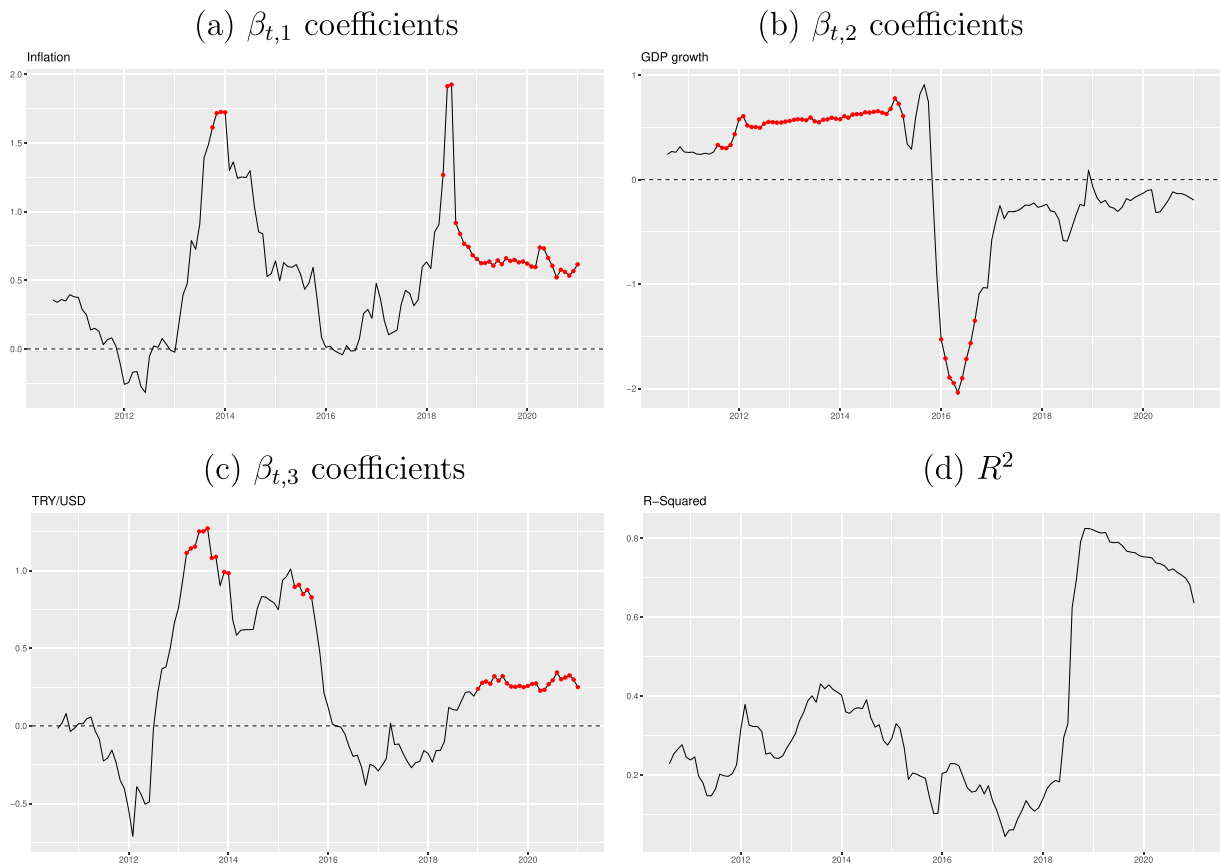 (a) βt,1 coefficients
Inflation
2.0
1.5
1.0
0.5
0.0
2012 2014 2016 2018 2020
(b) βt,2 coefficients
GDP growth
1
0
−1
−2
2012 2014 2016 2018 2020
(c) βt,3 coefficients
TRY/USD
1.0
0.5
0.0
−0.5
2012 2014 2016 2018 2020
(d) R²
R−Squared
0.8
0.6
0.4
0.2
2012 2014 2016 2018 2020